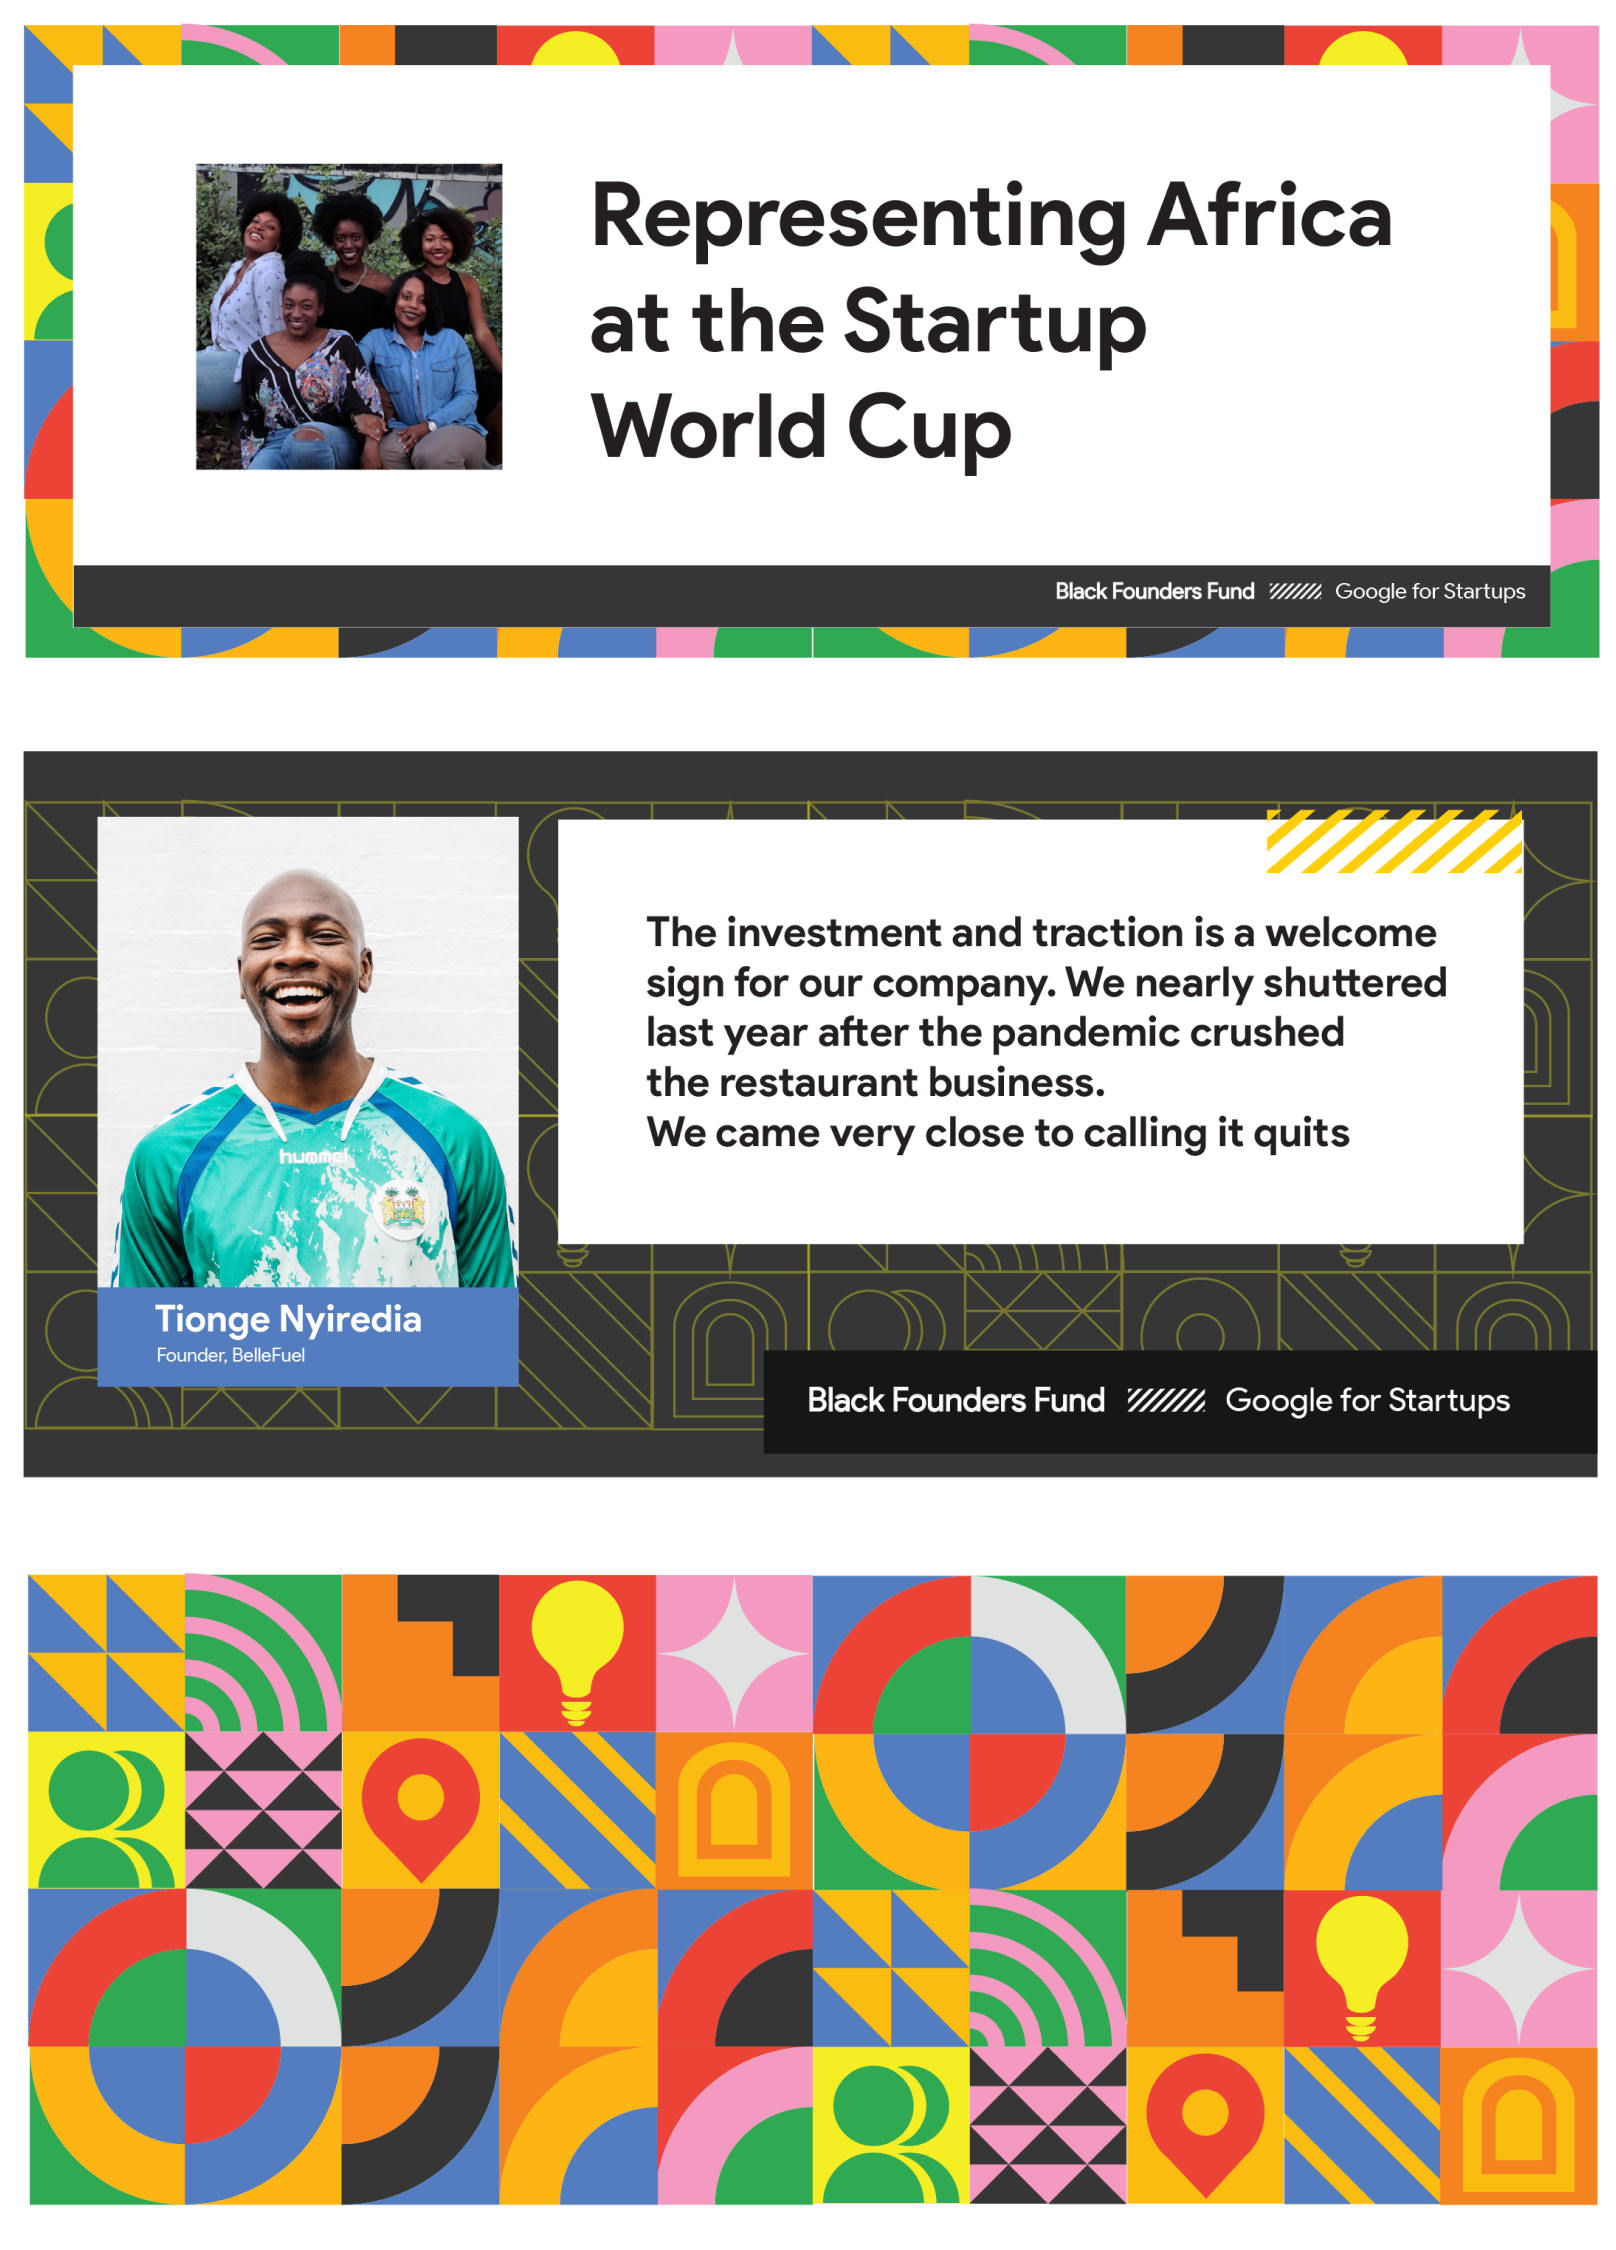 Representing Africa
at the Startup
World Cup
Black Founders Fund Google for Startups
The investment and traction is a welcome
sign for our company. We nearly shuttered
last year after the pandemic crushed
the restaurant business.
We came very close to calling it quits
hummel
Tionge Nyiredia
Founder, BelleFuel
Black Founders Fund Google for Startups